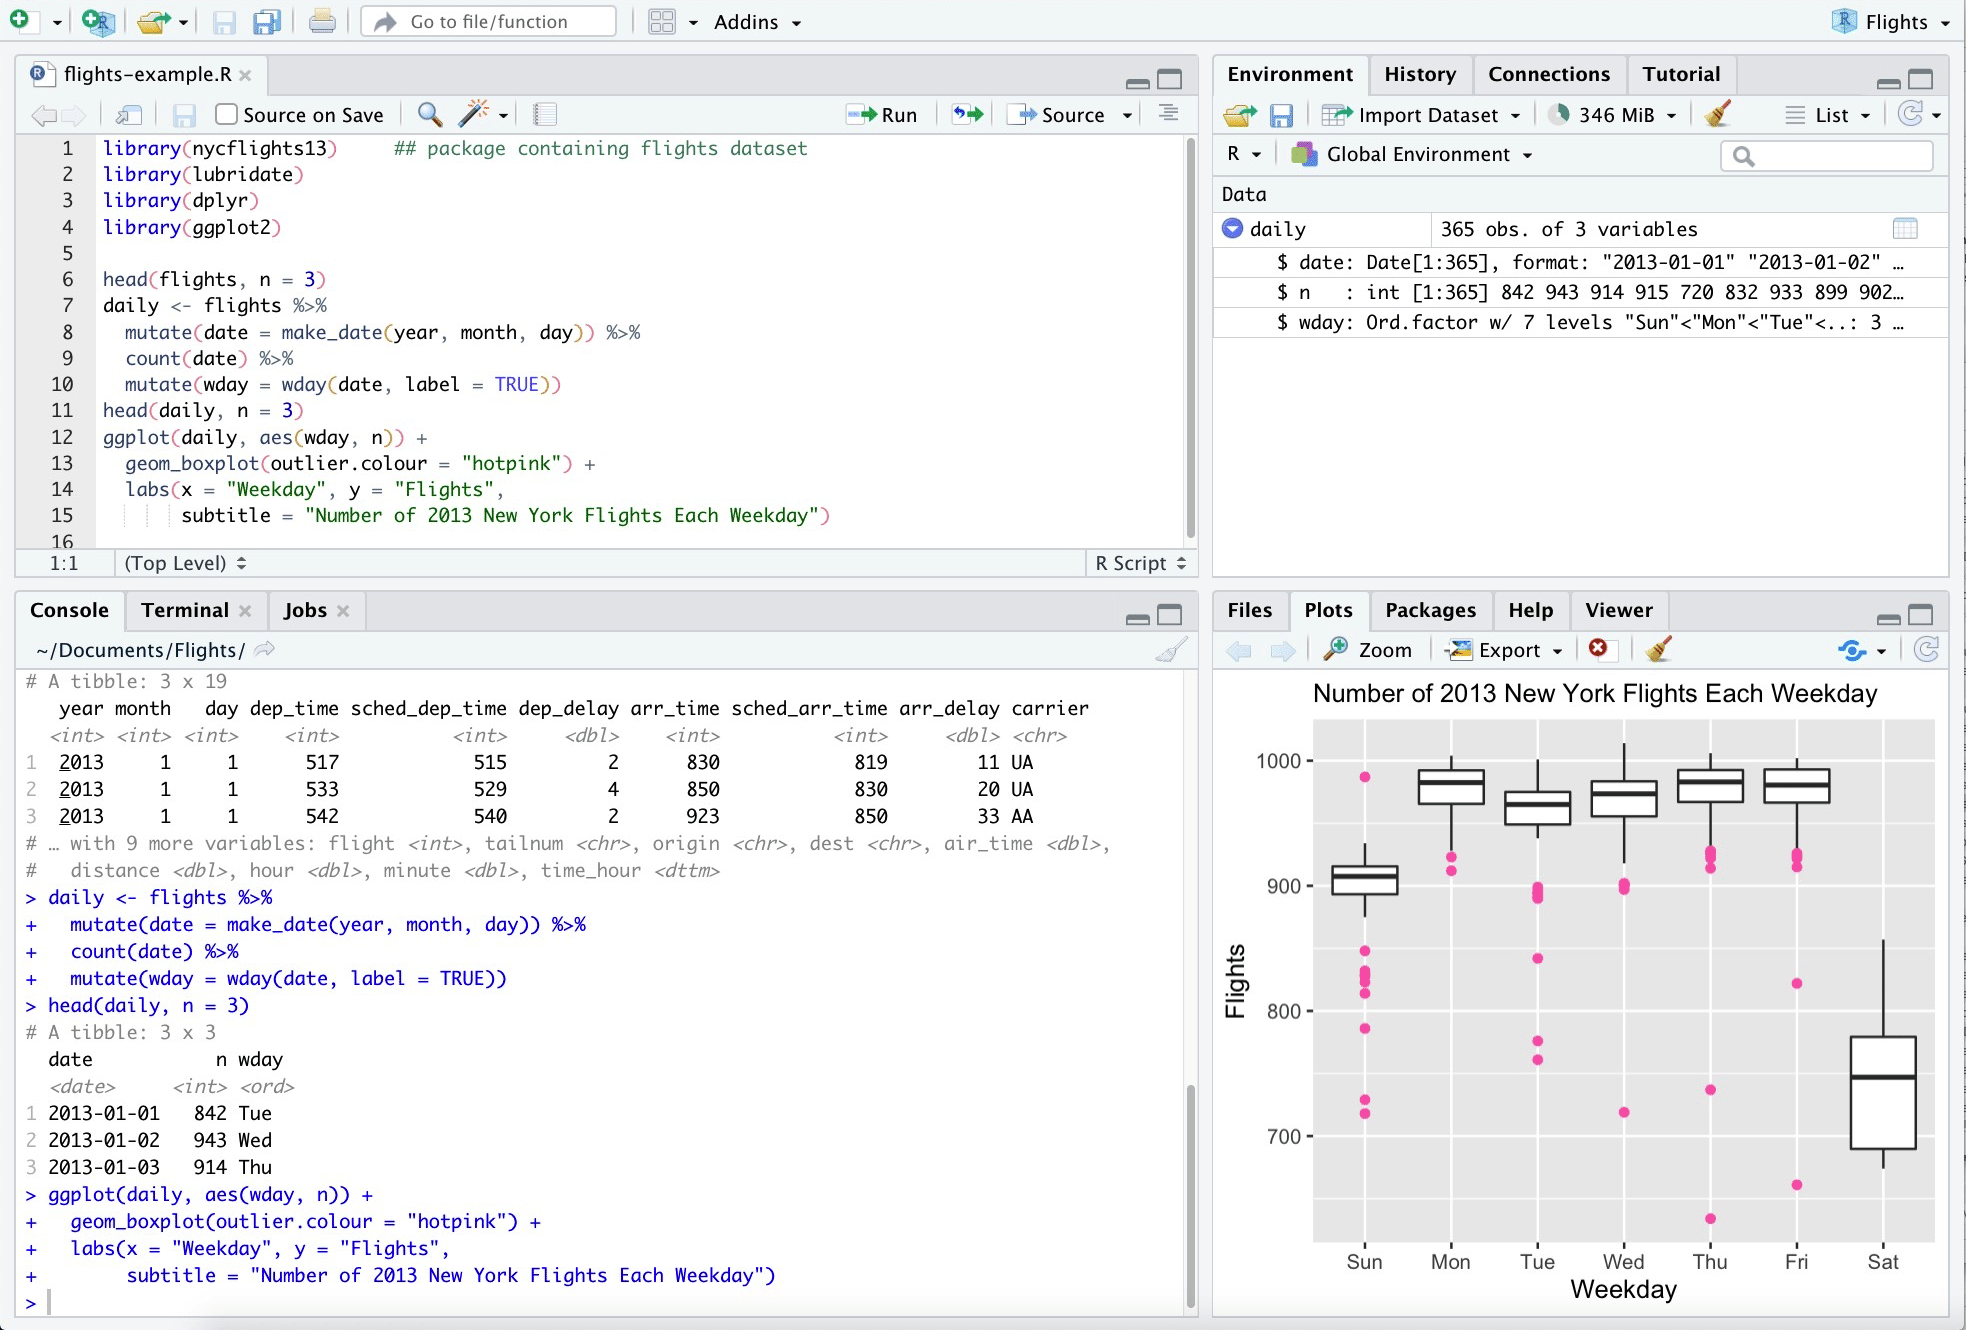 Go to file/function
Addins
Flights
flights-example.R
Source on Save
Run
Source
1 library(nycflights13)     ## package containing flights dataset
2 library(lubridate)
3 library(dplyr)
4 library(ggplot2)
5
6 head(flights, n = 3)
7 daily <- flights %>%
8   mutate(date = make_date(year, month, day)) %>%
9   count(date) %>%
10   mutate(wday = wday(date, label = TRUE))
11 head(daily, n = 3)
12 ggplot(daily, aes(wday, n)) +
13   geom_boxplot(outlier.colour = "hotpink") +
14   labs(x = "Weekday", y = "Flights",
15        subtitle = "Number of 2013 New York Flights Each Weekday")
16
1:1 (Top Level) R Script
Environment History Connections Tutorial
Import Dataset 346 MiB List
R Global Environment
Data
daily 365 obs. of 3 variables
$ date: Date[1:365], format: "2013-01-01" "2013-01-02" …
$ n   : int [1:365] 842 943 914 915 720 832 933 899 902…
$ wday: Ord.factor w/ 7 levels "Sun"<"Mon"<"Tue"<..: 3 …
Console Terminal Jobs
~/Documents/Flights/
# A tibble: 3 x 19
   year month   day dep_time sched_dep_time dep_delay arr_time sched_arr_time arr_delay carrier
  <int> <int> <int>    <int>          <int>     <dbl>    <int>          <int>     <dbl> <chr>
1  2013     1     1      517            515         2      830            819        11 UA
2  2013     1     1      533            529         4      850            830        20 UA
3  2013     1     1      542            540         2      923            850        33 AA
# … with 9 more variables: flight <int>, tailnum <chr>, origin <chr>, dest <chr>, air_time <dbl>,
#   distance <dbl>, hour <dbl>, minute <dbl>, time_hour <dttm>
> daily <- flights %>%
+   mutate(date = make_date(year, month, day)) %>%
+   count(date) %>%
+   mutate(wday = wday(date, label = TRUE))
> head(daily, n = 3)
# A tibble: 3 x 3
  date           n wday
  <date>     <int> <ord>
1 2013-01-01   842 Tue
2 2013-01-02   943 Wed
3 2013-01-03   914 Thu
> ggplot(daily, aes(wday, n)) +
+   geom_boxplot(outlier.colour = "hotpink") +
+   labs(x = "Weekday", y = "Flights",
+        subtitle = "Number of 2013 New York Flights Each Weekday")
>
Files Plots Packages Help Viewer
Zoom Export
Number of 2013 New York Flights Each Weekday
1000
900
800
700
Flights
Sun Mon Tue Wed Thu Fri Sat
Weekday